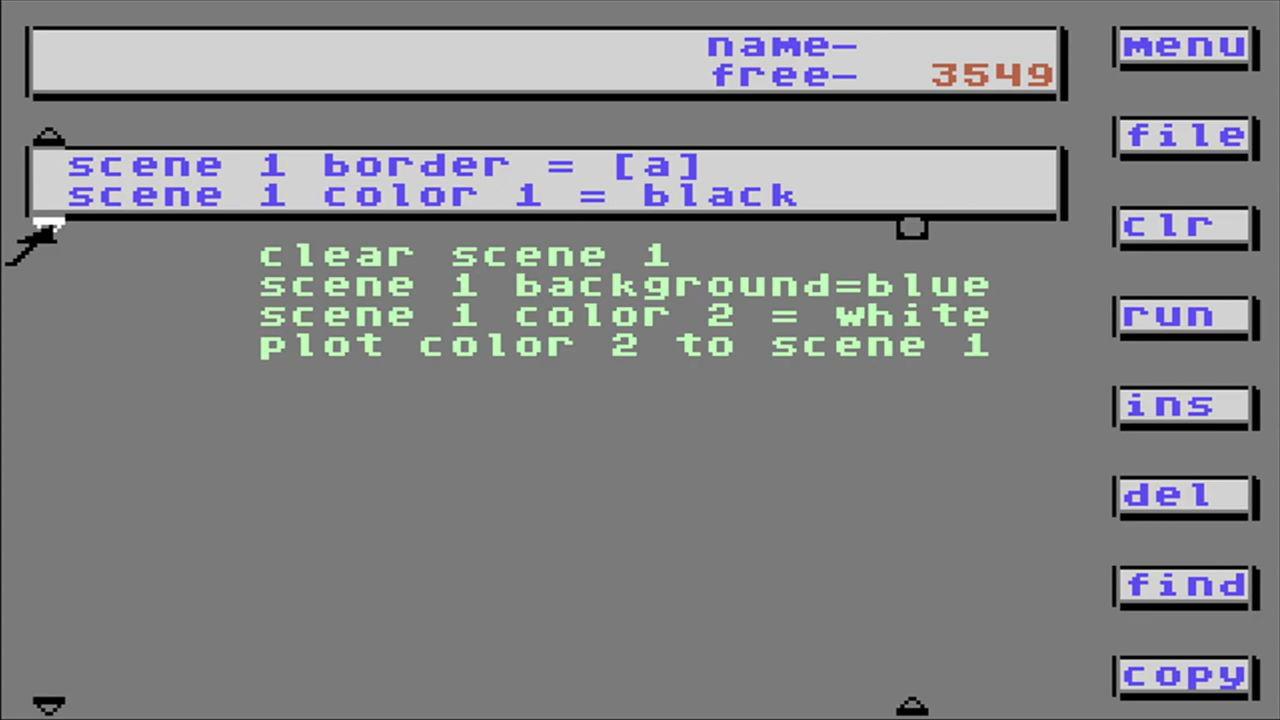 name-
free- 3549
scene 1 border = [a]
scene 1 color 1 = black
clear scene 1
scene 1 background=blue
scene 1 color 2 = white
plot color 2 to scene 1
menu
file
clr
run
ins
del
find
copy